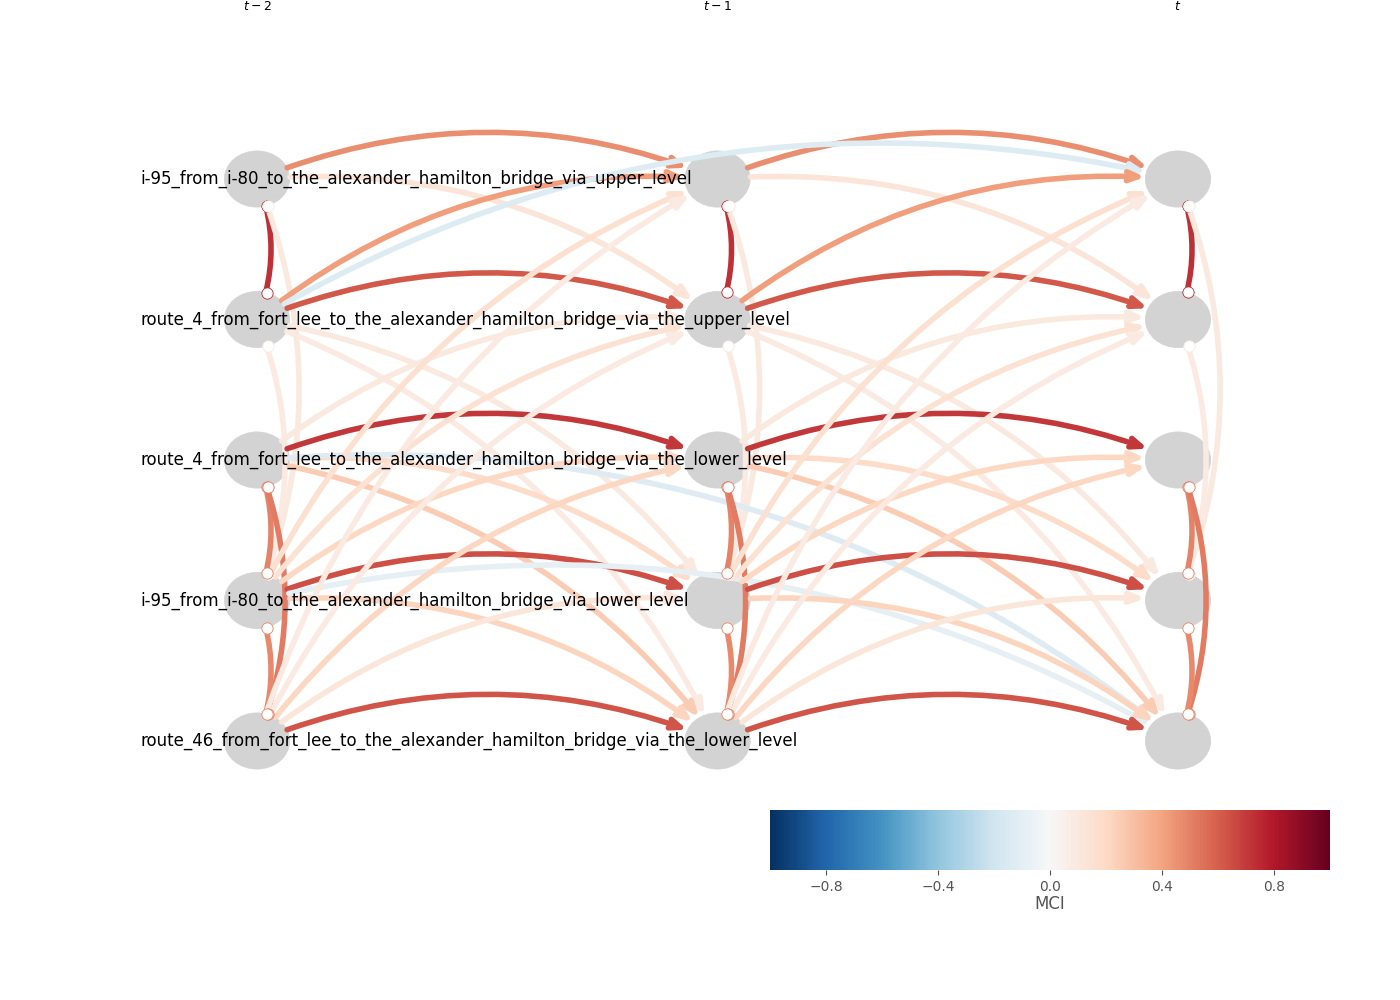 t − 2
t − 1
t
i-95_from_i-80_to_the_alexander_hamilton_bridge_via_upper_level
route_4_from_fort_lee_to_the_alexander_hamilton_bridge_via_the_upper_level
route_4_from_fort_lee_to_the_alexander_hamilton_bridge_via_the_lower_level
i-95_from_i-80_to_the_alexander_hamilton_bridge_via_lower_level
route_46_from_fort_lee_to_the_alexander_hamilton_bridge_via_the_lower_level
−0.8 −0.4 0.0 0.4 0.8
MCI